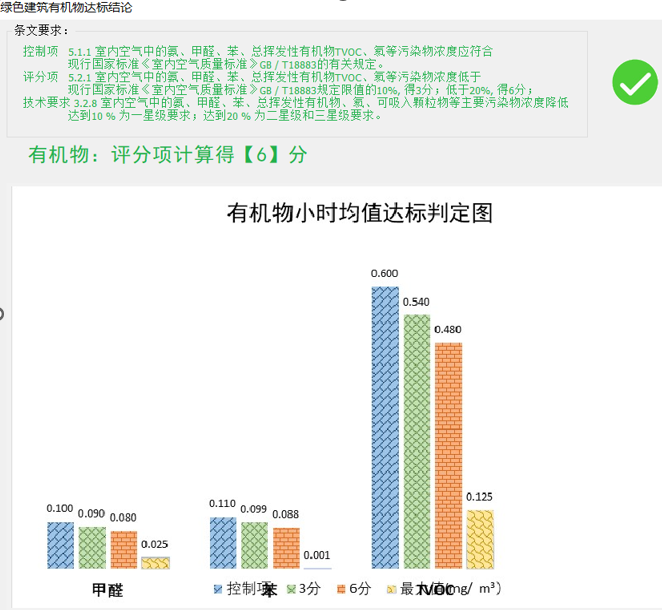 绿色建筑有机物达标结论
条文要求：
控制项 5.1.1 室内空气中的氨、甲醛、苯、总挥发性有机物TVOC、氡等污染物浓度应符合
现行国家标准《室内空气质量标准》GB / T18883的有关规定。
评分项 5.2.1 室内空气中的氨、甲醛、苯、总挥发性有机物TVOC、氡等污染物浓度低于
现行国家标准《室内空气质量标准》GB / T18883规定限值的10%, 得3分；低于20%, 得6分；
技术要求 3.2.8 室内空气中的氨、甲醛、苯、总挥发性有机物、氡、可吸入颗粒物等主要污染物浓度降低
达到10 % 为一星级要求；达到20 % 为二星级和三星级要求。
有机物：评分项计算得【6】分
有机物小时均值达标判定图
0.600
0.540
0.480
0.100 0.090 0.080 0.025
0.110 0.099 0.088 0.001
0.125
甲醛 苯 TVOC
控制项 3分 6分 最大值(mg/ m³)